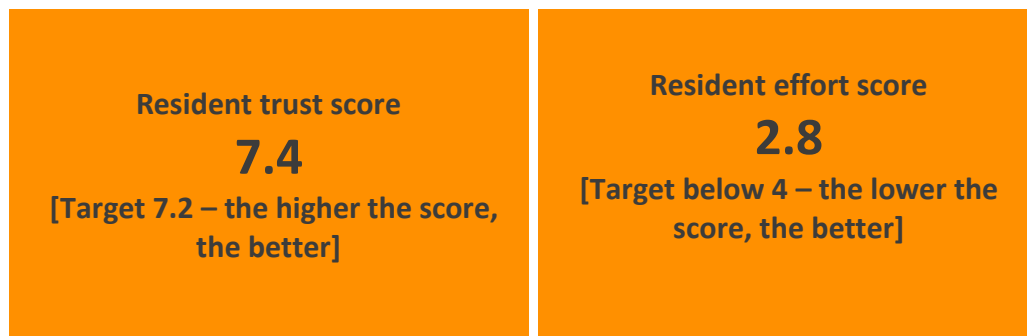 Resident trust score
7.4
[Target 7.2 – the higher the score,
the better]
Resident effort score
2.8
[Target below 4 – the lower the
score, the better]